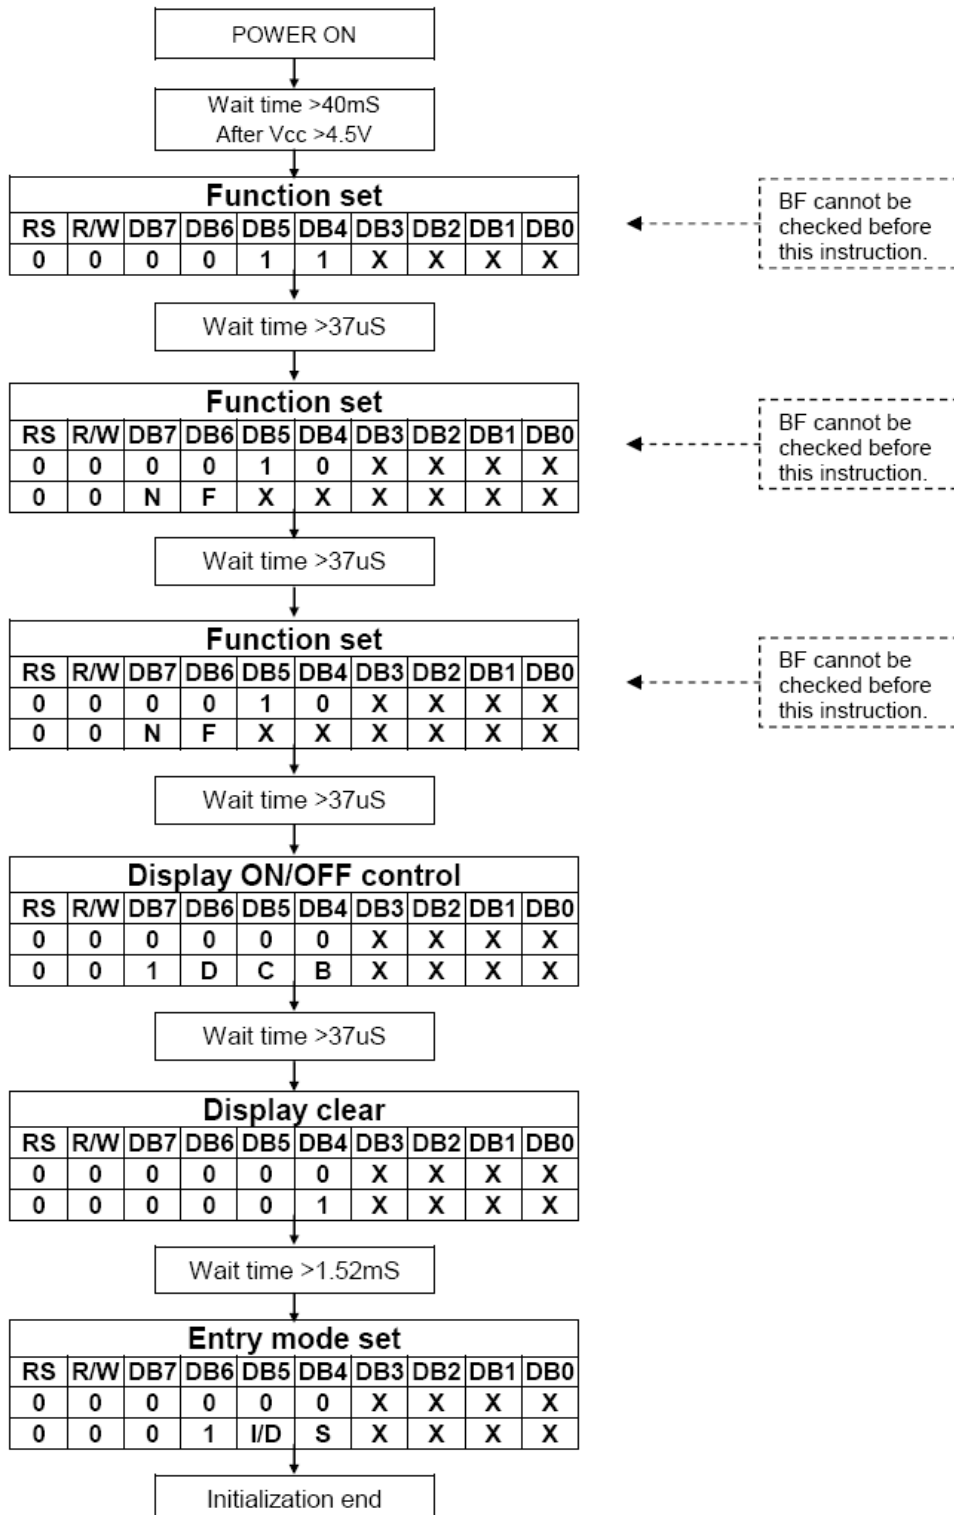 POWER ON
Wait time >40mS
After Vcc >4.5V
Function set
RS R/W DB7 DB6 DB5 DB4 DB3 DB2 DB1 DB0
0 0 0 0 1 1 X X X X
BF cannot be
checked before
this instruction.
Wait time >37uS
Function set
RS R/W DB7 DB6 DB5 DB4 DB3 DB2 DB1 DB0
0 0 0 0 1 0 X X X X
0 0 N F X X X X X X
BF cannot be
checked before
this instruction.
Wait time >37uS
Function set
RS R/W DB7 DB6 DB5 DB4 DB3 DB2 DB1 DB0
0 0 0 0 1 0 X X X X
0 0 N F X X X X X X
BF cannot be
checked before
this instruction.
Wait time >37uS
Display ON/OFF control
RS R/W DB7 DB6 DB5 DB4 DB3 DB2 DB1 DB0
0 0 0 0 0 0 X X X X
0 0 1 D C B X X X X
Wait time >37uS
Display clear
RS R/W DB7 DB6 DB5 DB4 DB3 DB2 DB1 DB0
0 0 0 0 0 0 X X X X
0 0 0 0 0 1 X X X X
Wait time >1.52mS
Entry mode set
RS R/W DB7 DB6 DB5 DB4 DB3 DB2 DB1 DB0
0 0 0 0 0 0 X X X X
0 0 0 1 I/D S X X X X
Initialization end